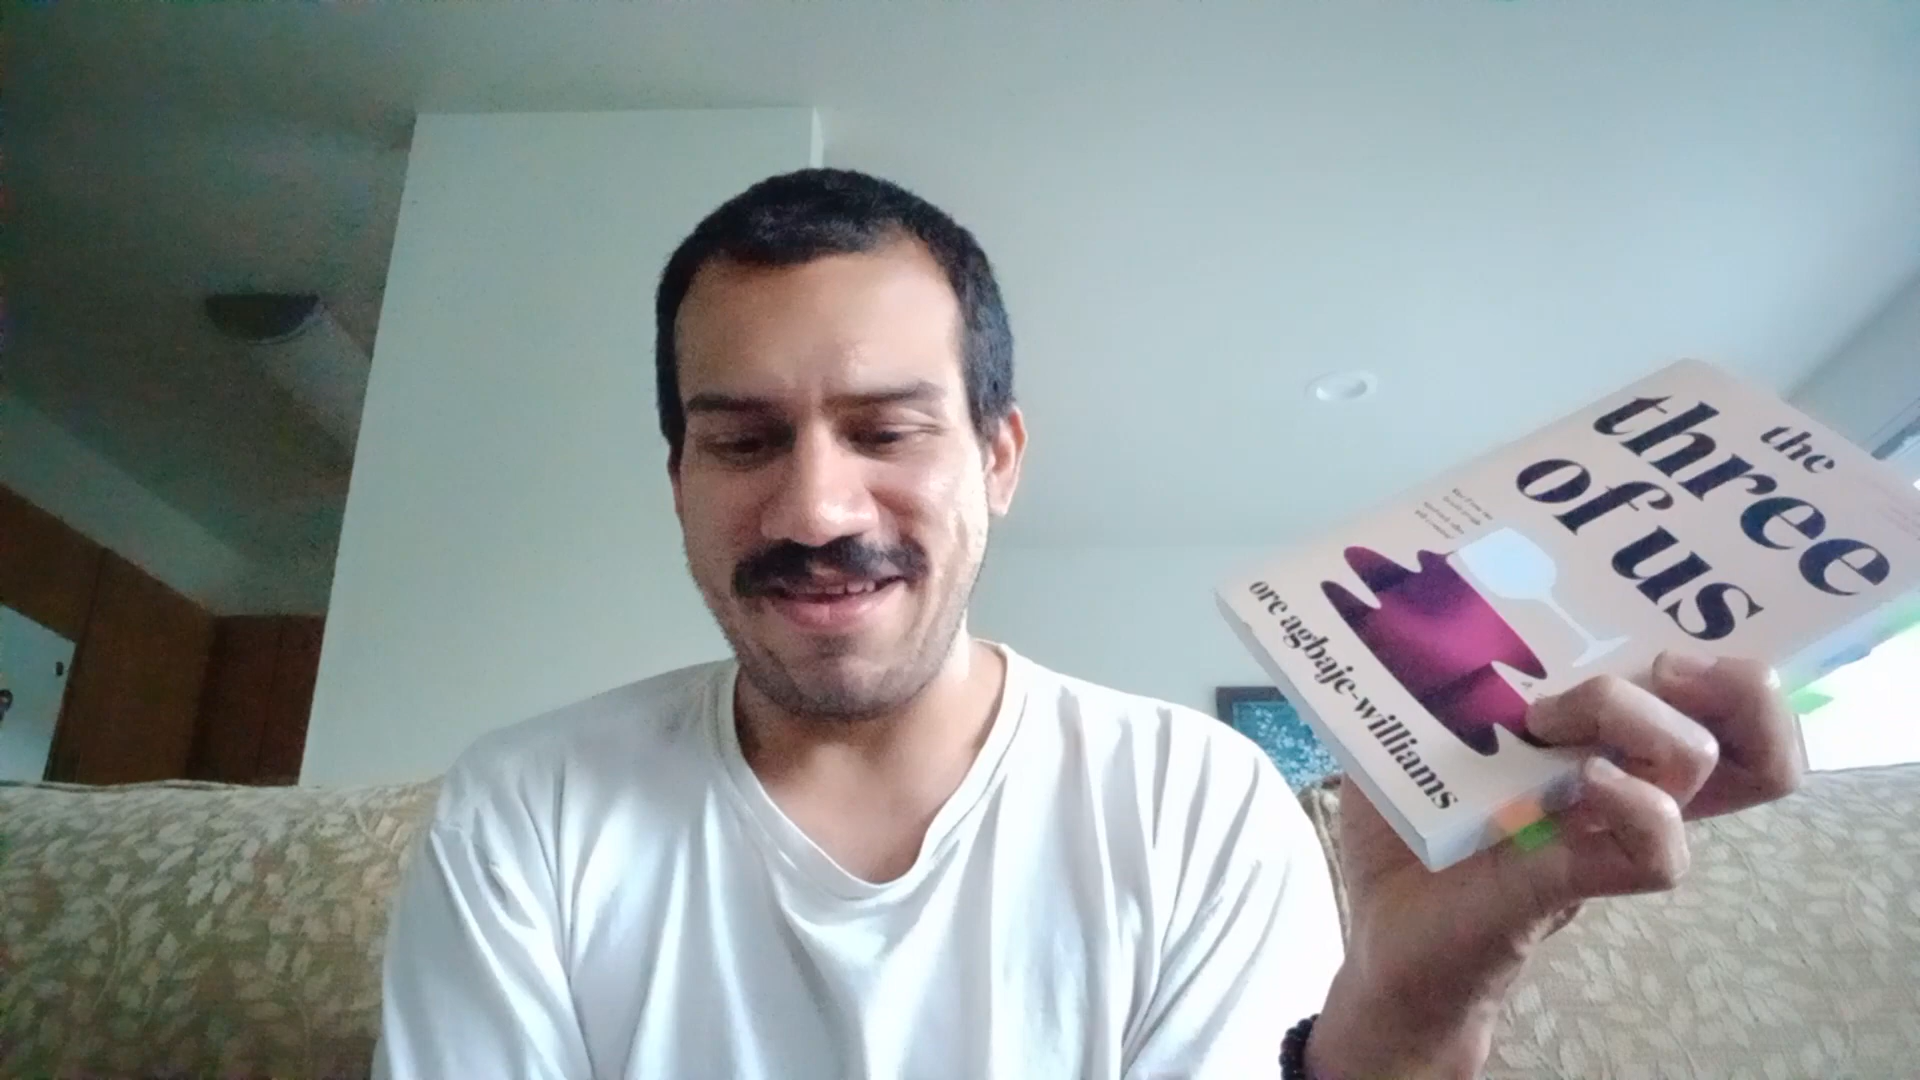 the
three
of us
ore agbaje-williams